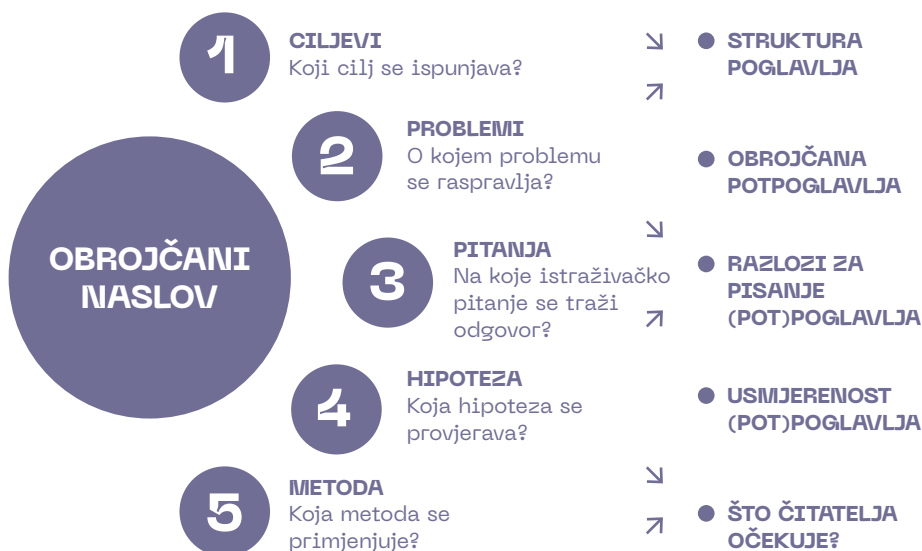 OBROJČANI
NASLOV
1
CILJEVI
Koji cilj se ispunjava?
2
PROBLEMI
O kojem problemu
se raspravlja?
3
PITANJA
Na koje istraživačko
pitanje se traži
odgovor?
4
HIPOTEZA
Koja hipoteza se
provjerava?
5
METODA
Koja metoda se
primjenjuje?
STRUKTURA
POGLAVLJA
OBROJČANA
POTPOGLAVLJA
RAZLOZI ZA
PISANJE
(POT)POGLAVLJA
USMJERENOST
(POT)POGLAVLJA
ŠTO ČITATELJA
OČEKUJE?